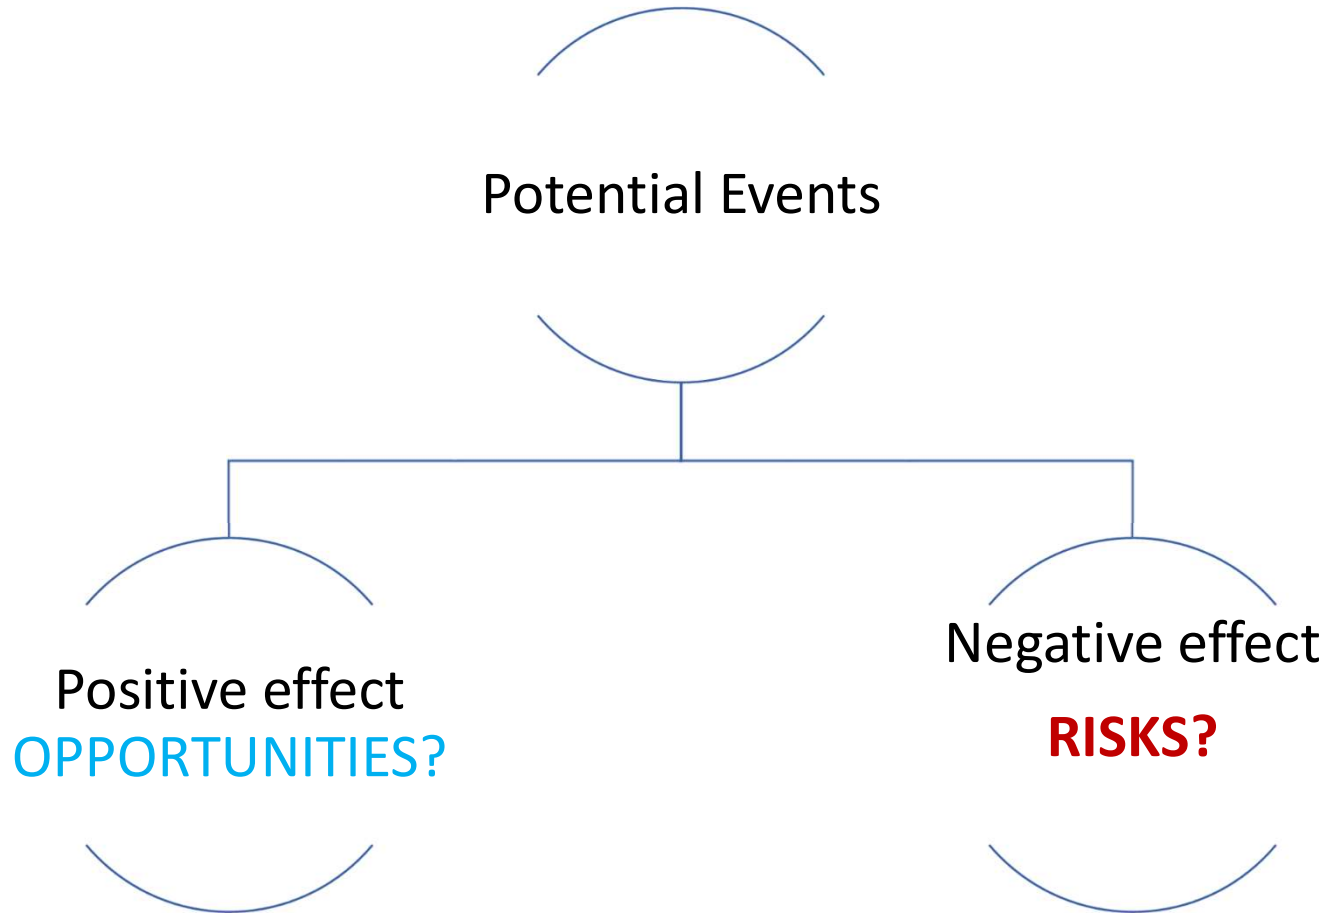 Potential Events
Positive effect
OPPORTUNITIES?
Negative effect
RISKS?